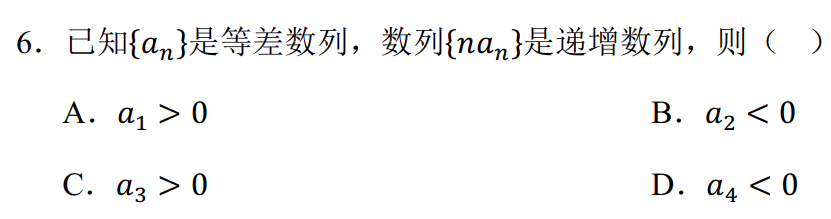 6．已知{aₙ}是等差数列，数列{naₙ}是递增数列，则（　）
A．a₁ > 0　　B．a₂ < 0
C．a₃ > 0　　D．a₄ < 0